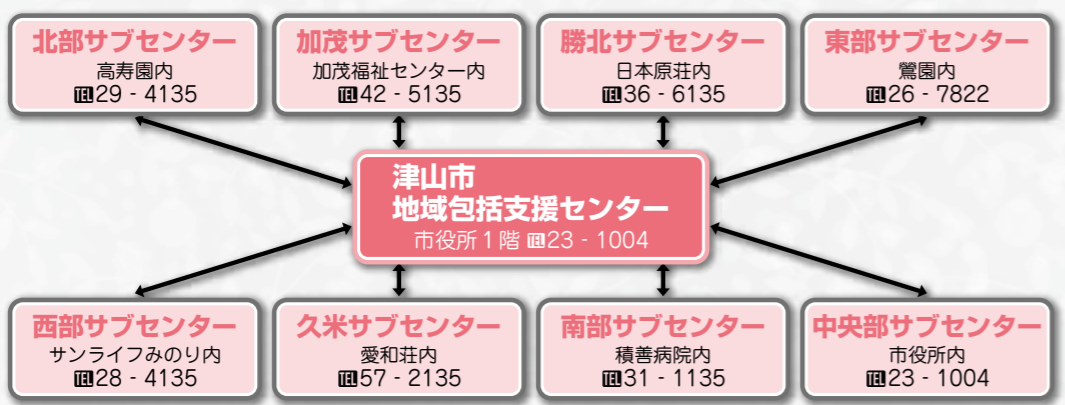 北部サブセンター
高寿園内
℡29 - 4135
加茂サブセンター
加茂福祉センター内
℡42 - 5135
勝北サブセンター
日本原荘内
℡36 - 6135
東部サブセンター
鶯園内
℡26 - 7822
津山市
地域包括支援センター
市役所1階 ℡23 - 1004
西部サブセンター
サンライフみのり内
℡28 - 4135
久米サブセンター
愛和荘内
℡57 - 2135
南部サブセンター
積善病院内
℡31 - 1135
中央部サブセンター
市役所内
℡23 - 1004